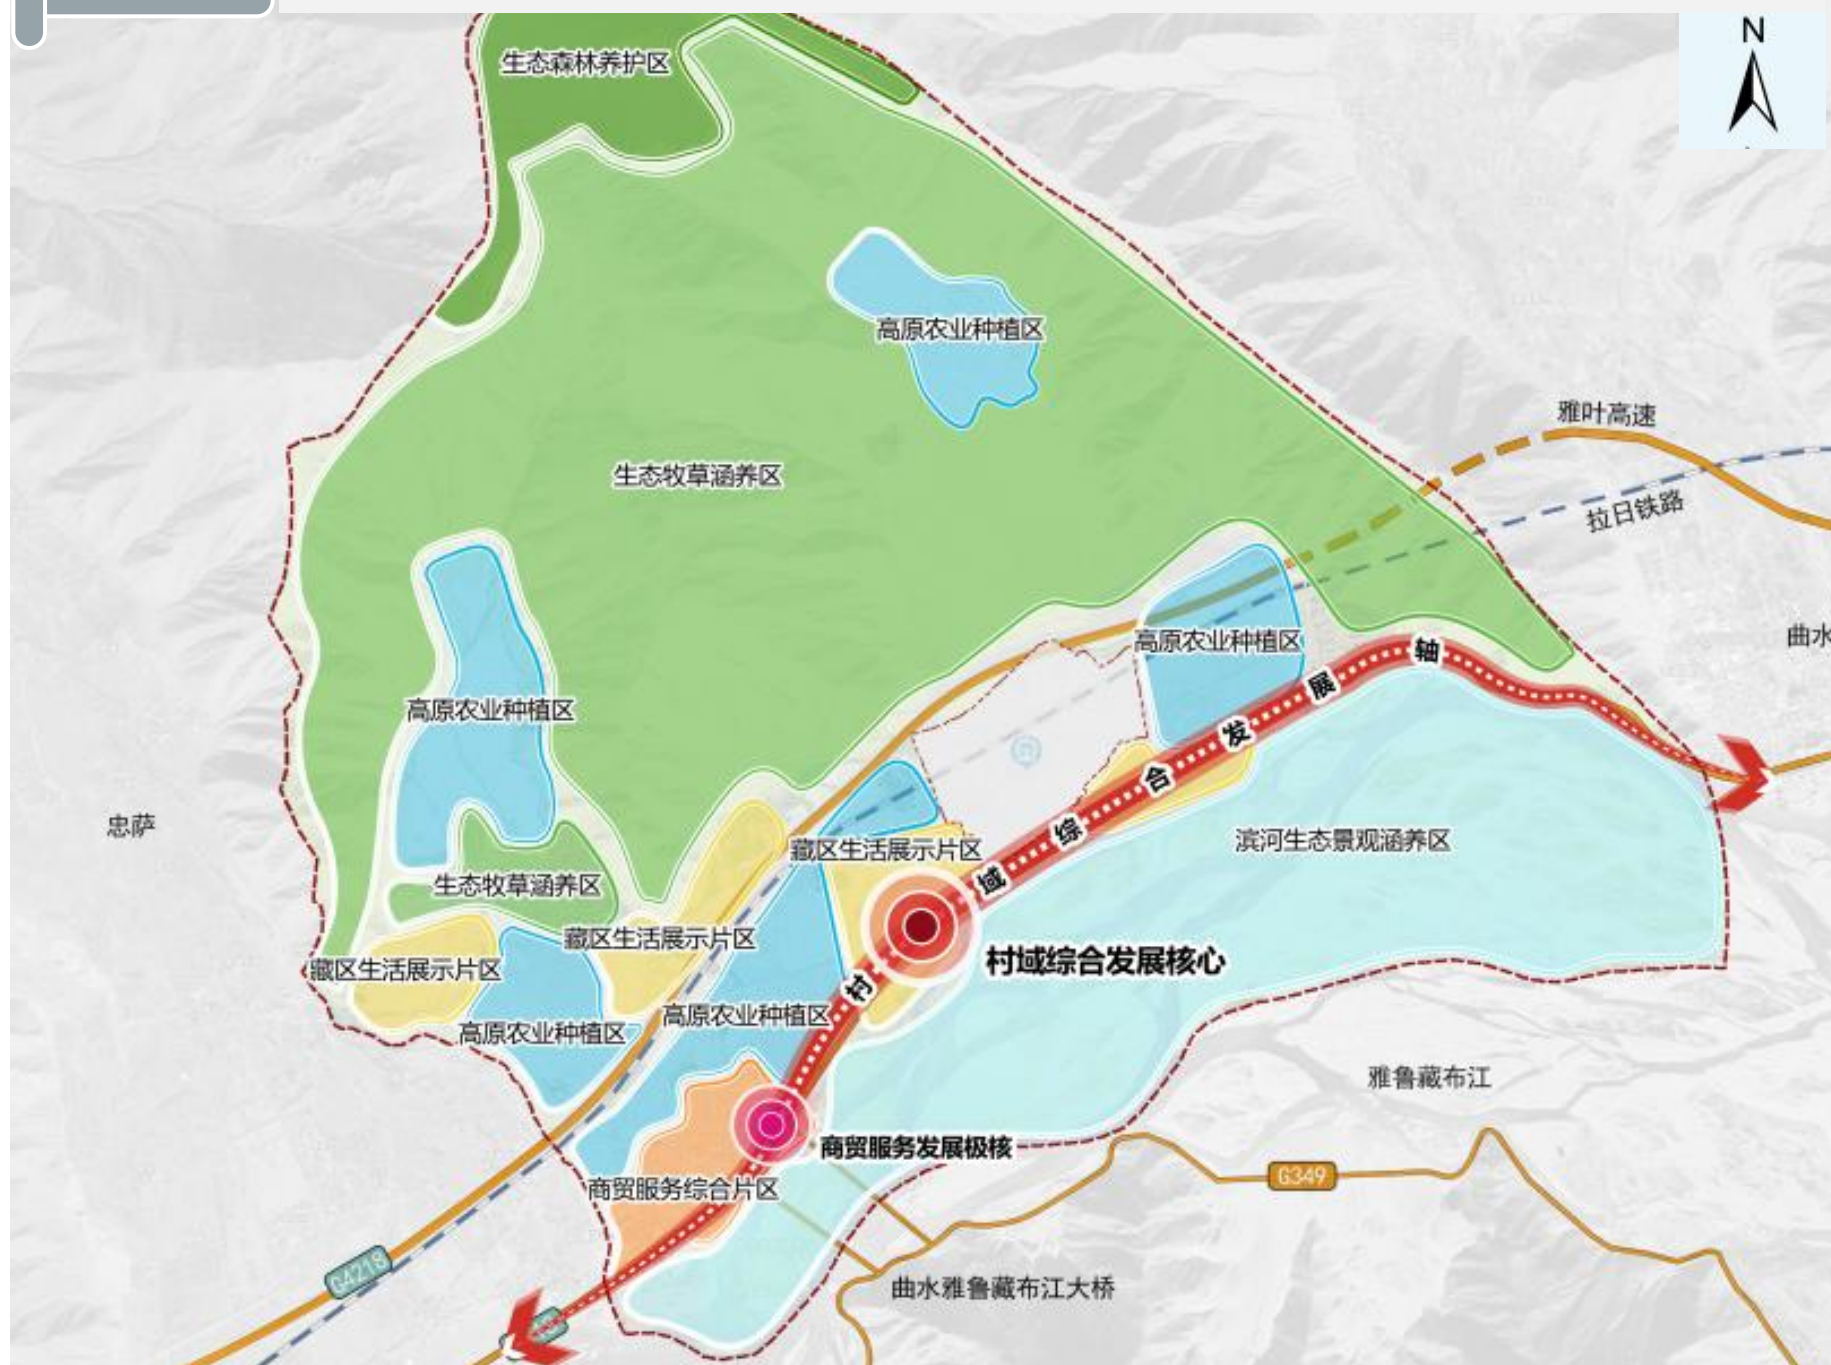 N
生态森林养护区
高原农业种植区
雅叶高速
生态牧草涵养区
拉日铁路
曲水
高原农业种植区
村域综合发展轴
高原农业种植区
忠萨
藏区生活展示片区
滨河生态景观涵养区
生态牧草涵养区
藏区生活展示片区
村域综合发展核心
藏区生活展示片区
高原农业种植区
高原农业种植区
雅鲁藏布江
商贸服务发展极核
G349
商贸服务综合片区
G4218
曲水雅鲁藏布江大桥